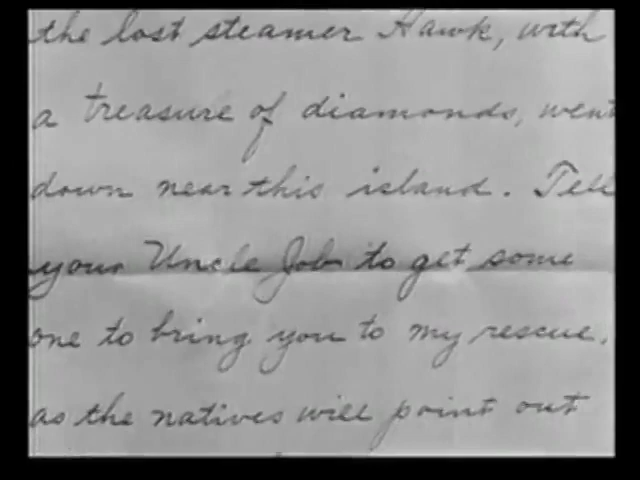 the lost steamer Hawk, with
a treasure of diamonds, went
down near this island. Tell
your Uncle Job to get some
one to bring you to my rescue,
as the natives will point out